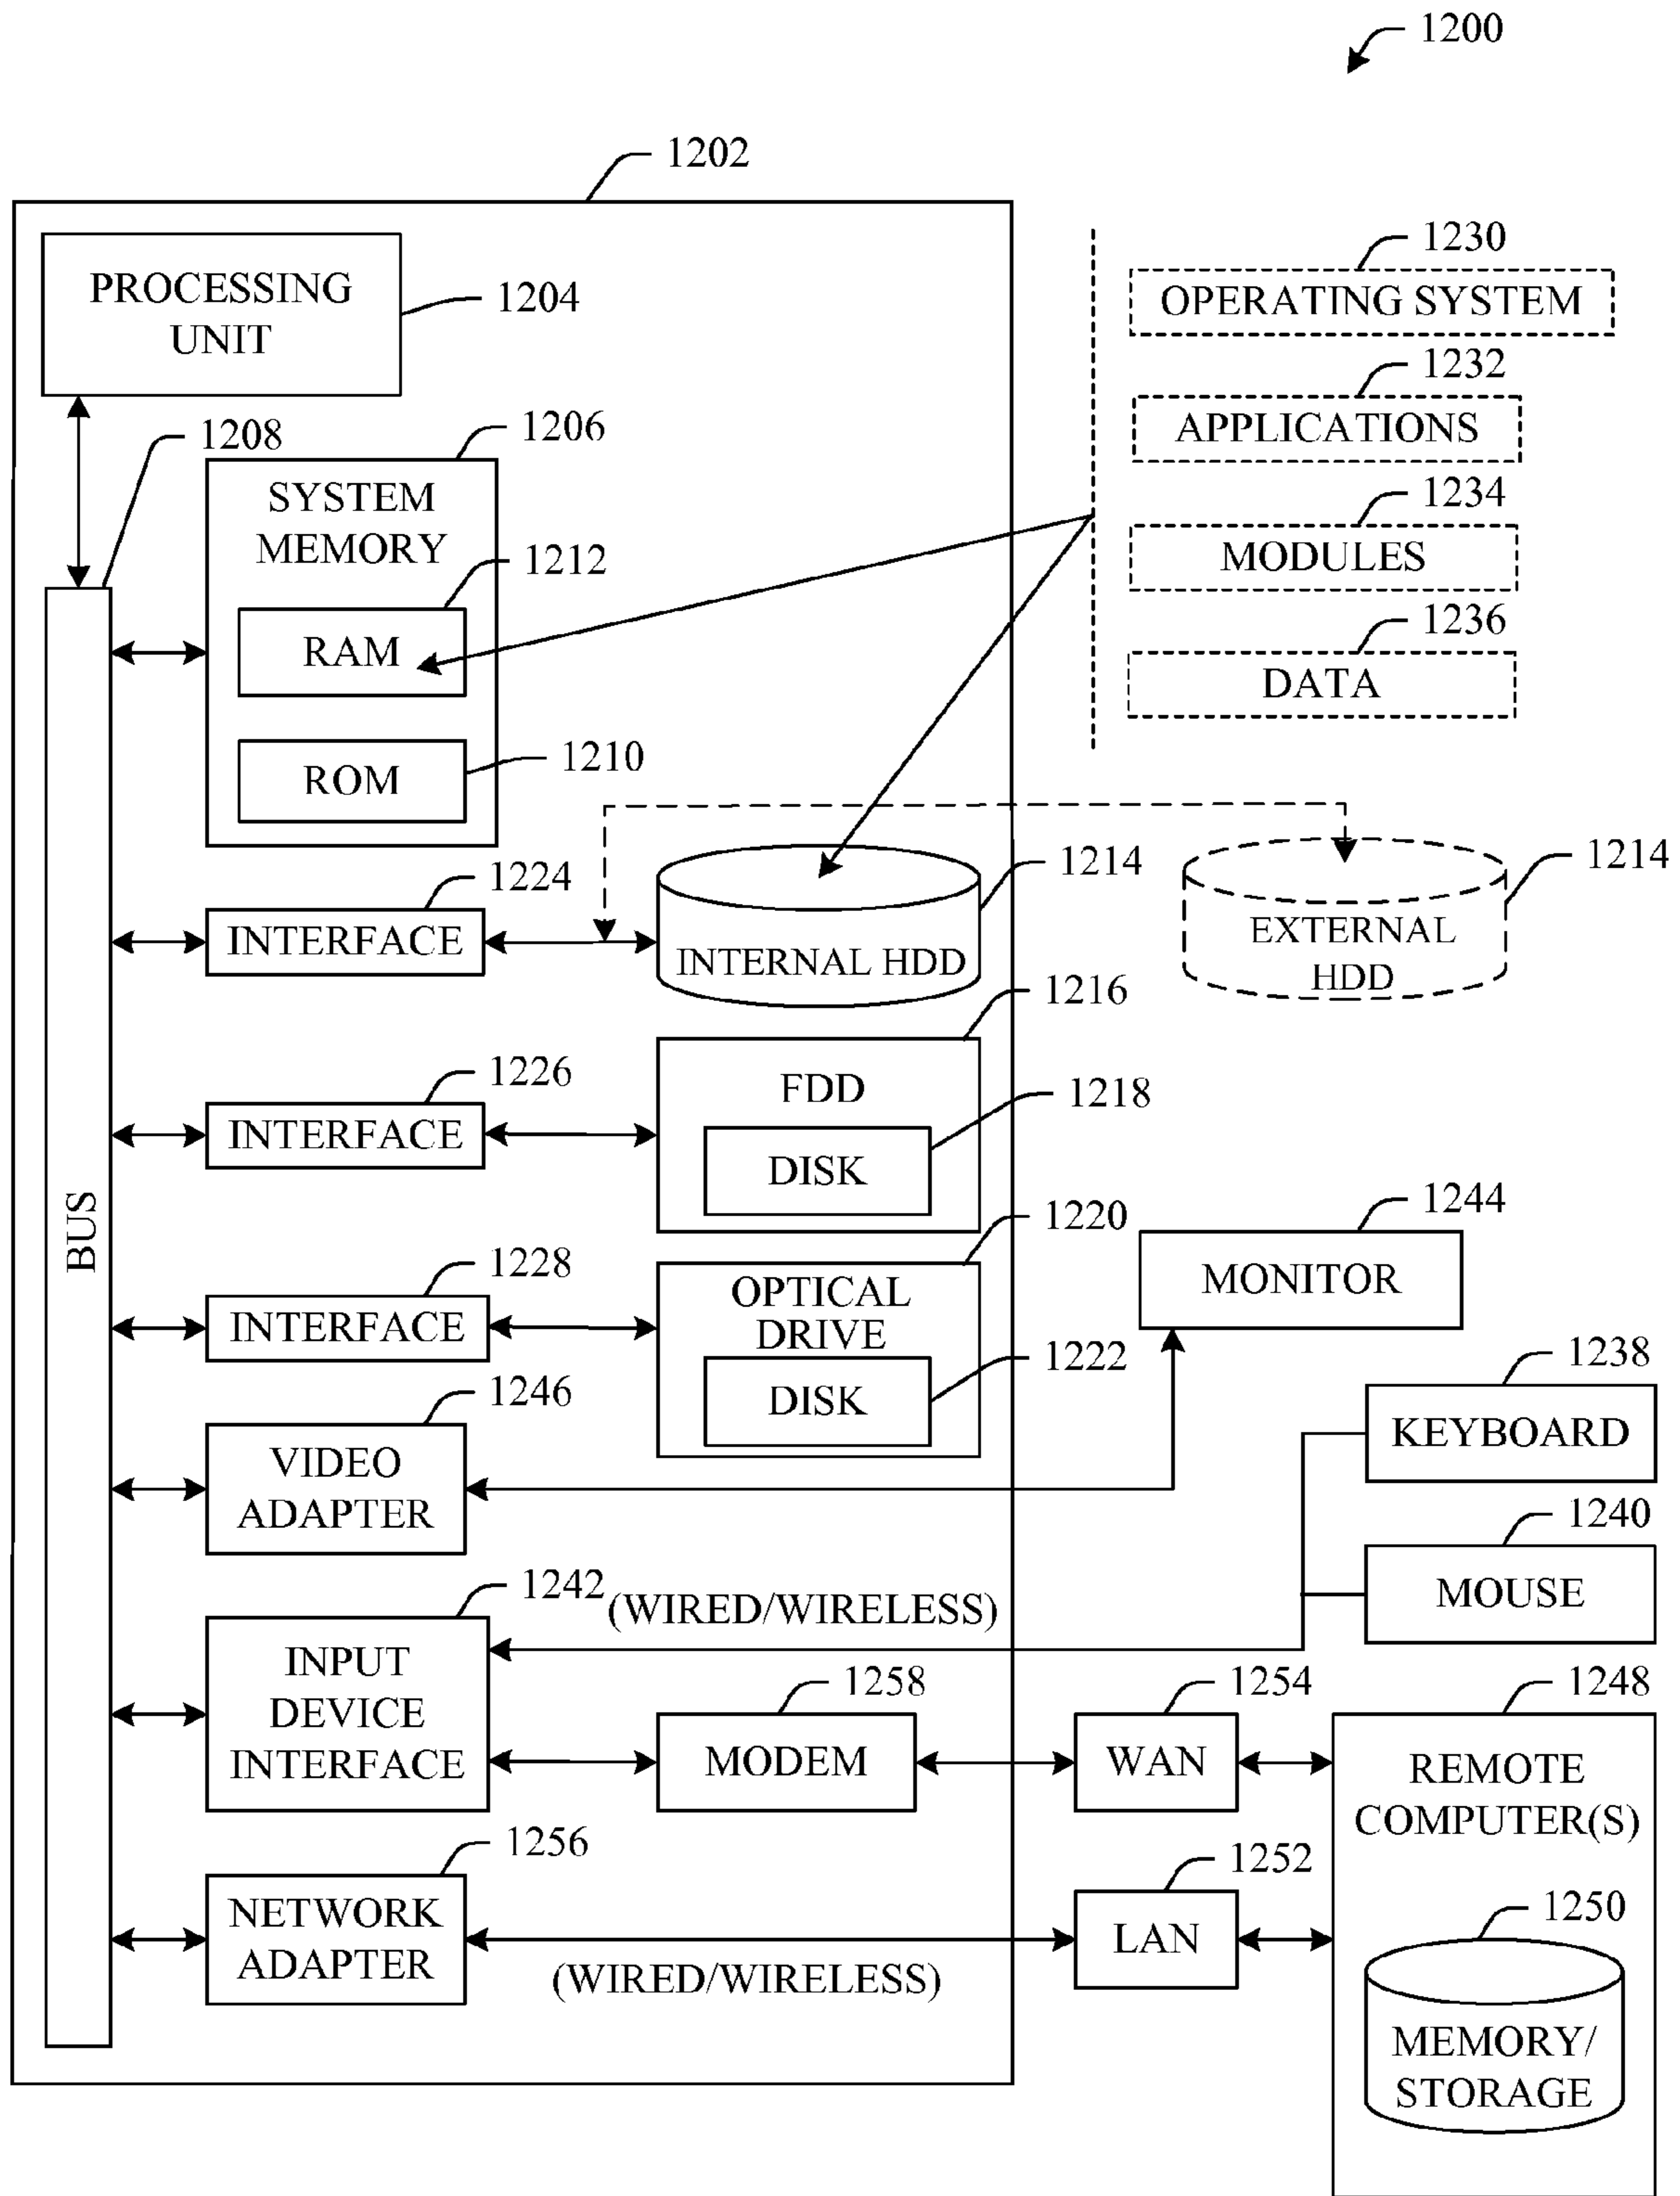 1200
1202
PROCESSING
UNIT
1204
1230
OPERATING SYSTEM
1232
APPLICATIONS
1234
MODULES
1236
DATA
1208
1206
SYSTEM
MEMORY
1212
RAM
1210
ROM
1224
INTERFACE
1214
INTERNAL HDD
1214
EXTERNAL
HDD
1216
FDD
1226
INTERFACE
1218
DISK
BUS
1220
OPTICAL
DRIVE
1228
INTERFACE
1222
DISK
1244
MONITOR
1246
VIDEO
ADAPTER
1238
KEYBOARD
1240
MOUSE
1242
(WIRED/WIRELESS)
INPUT
DEVICE
INTERFACE
1258
MODEM
1254
WAN
1248
REMOTE
COMPUTER(S)
1256
NETWORK
ADAPTER
(WIRED/WIRELESS)
1252
LAN
1250
MEMORY/
STORAGE